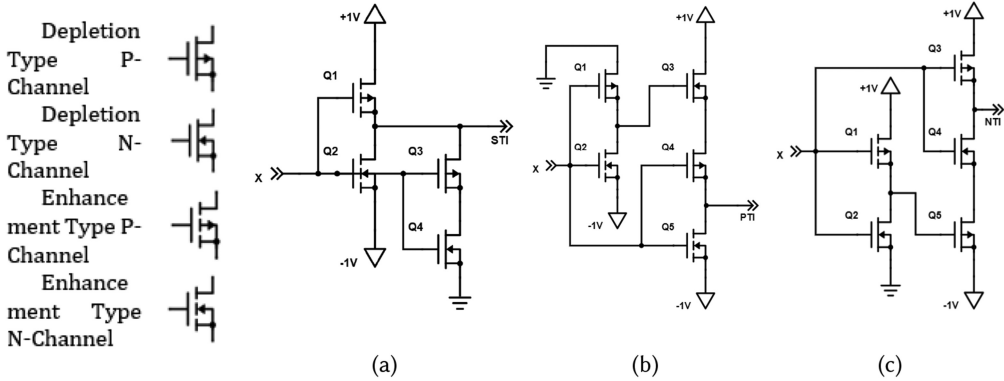 Depletion
Type P-
Channel
Depletion
Type N-
Channel
Enhance
ment Type P-
Channel
Enhance
ment Type
N-Channel
+1V
Q1
Q2
Q3
Q4
X
STI
-1V
(a)
+1V
Q1
Q3
Q2
Q4
X
PTI
-1V
Q5
-1V
(b)
+1V
Q3
+1V
NTI
Q1
Q4
X
Q2
Q5
-1V
(c)